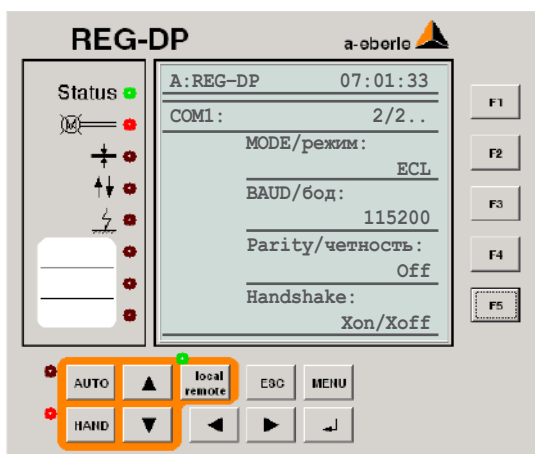 REG-DP
a-eberle
Status
A:REG-DP 07:01:33
COM1: 2/2..
MODE/режим:
ECL
BAUD/бод:
115200
Parity/четность:
Off
Handshake:
Xon/Xoff
F1
F2
F3
F4
F5
AUTO
local
remote
ESC
MENU
HAND